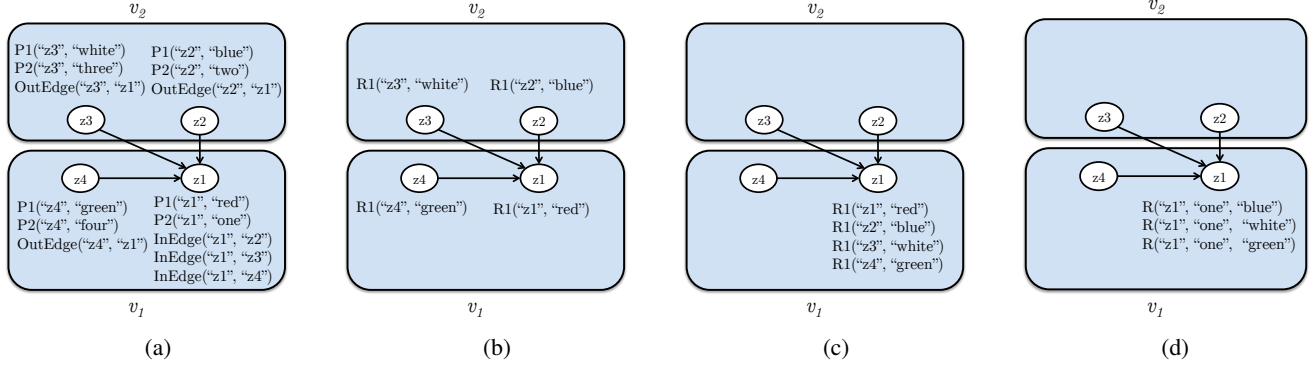 v2
P1(“z3”, “white”)
P2(“z3”, “three”)
OutEdge(“z3”, “z1”)
P1(“z2”, “blue”)
P2(“z2”, “two”)
OutEdge(“z2”, “z1”)
z3
z2
z4
z1
P1(“z4”, “green”)
P2(“z4”, “four”)
OutEdge(“z4”, “z1”)
P1(“z1”, “red”)
P2(“z1”, “one”)
InEdge(“z1”, “z2”)
InEdge(“z1”, “z3”)
InEdge(“z1”, “z4”)
v1
(a)
v2
R1(“z3”, “white”)
R1(“z2”, “blue”)
z3
z2
z4
z1
R1(“z4”, “green”)
R1(“z1”, “red”)
v1
(b)
v2
z3
z2
z4
z1
R1(“z1”, “red”)
R1(“z2”, “blue”)
R1(“z3”, “white”)
R1(“z4”, “green”)
v1
(c)
v2
z3
z2
z4
z1
R(“z1”, “one”, “blue”)
R(“z1”, “one”, “white”)
R(“z1”, “one”, “green”)
v1
(d)